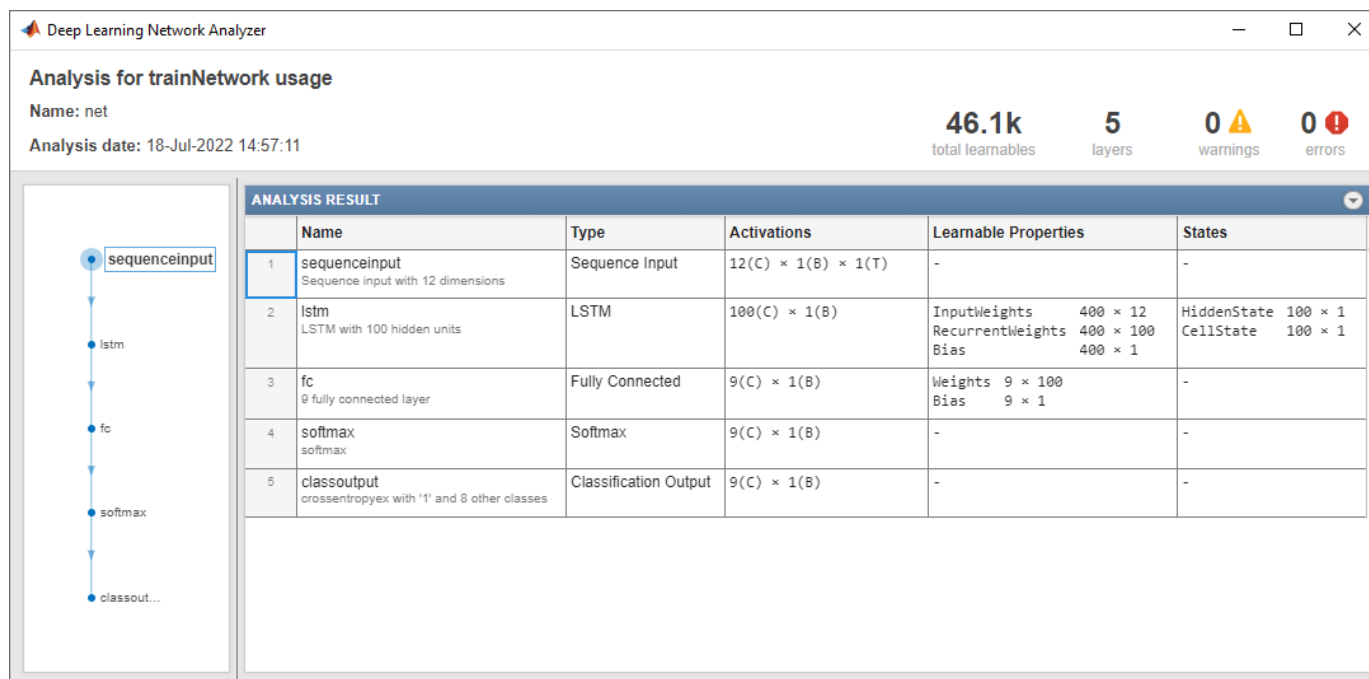 Deep Learning Network Analyzer
Analysis for trainNetwork usage
Name: net
Analysis date: 18-Jul-2022 14:57:11
46.1k
total learnables
5
layers
0
warnings
0
errors
sequenceinput
lstm
fc
softmax
classout...
ANALYSIS RESULT
Name Type Activations Learnable Properties States
1 sequenceinput Sequence Input 12(C) × 1(B) × 1(T) - -
Sequence input with 12 dimensions
2 lstm LSTM 100(C) × 1(B) InputWeights 400 × 12 HiddenState 100 × 1
LSTM with 100 hidden units RecurrentWeights 400 × 100 CellState 100 × 1
Bias 400 × 1
3 fc Fully Connected 9(C) × 1(B) Weights 9 × 100 -
9 fully connected layer Bias 9 × 1
4 softmax Softmax 9(C) × 1(B) - -
softmax
5 classoutput Classification Output 9(C) × 1(B) - -
crossentropyex with '1' and 8 other classes